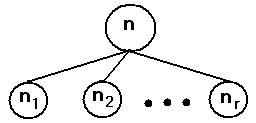 n
n₁ n₂ • • • nᵣ